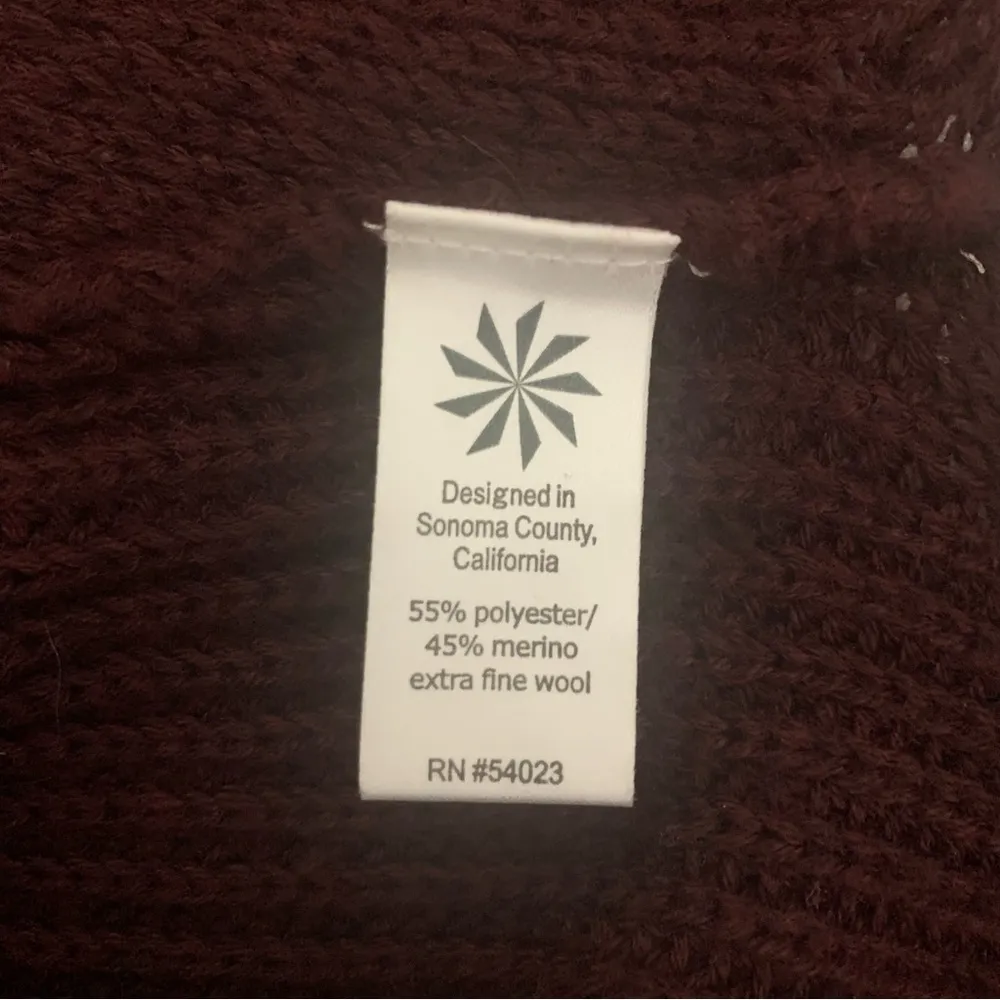 Designed in
Sonoma County,
California
55% polyester/
45% merino
extra fine wool
RN #54023